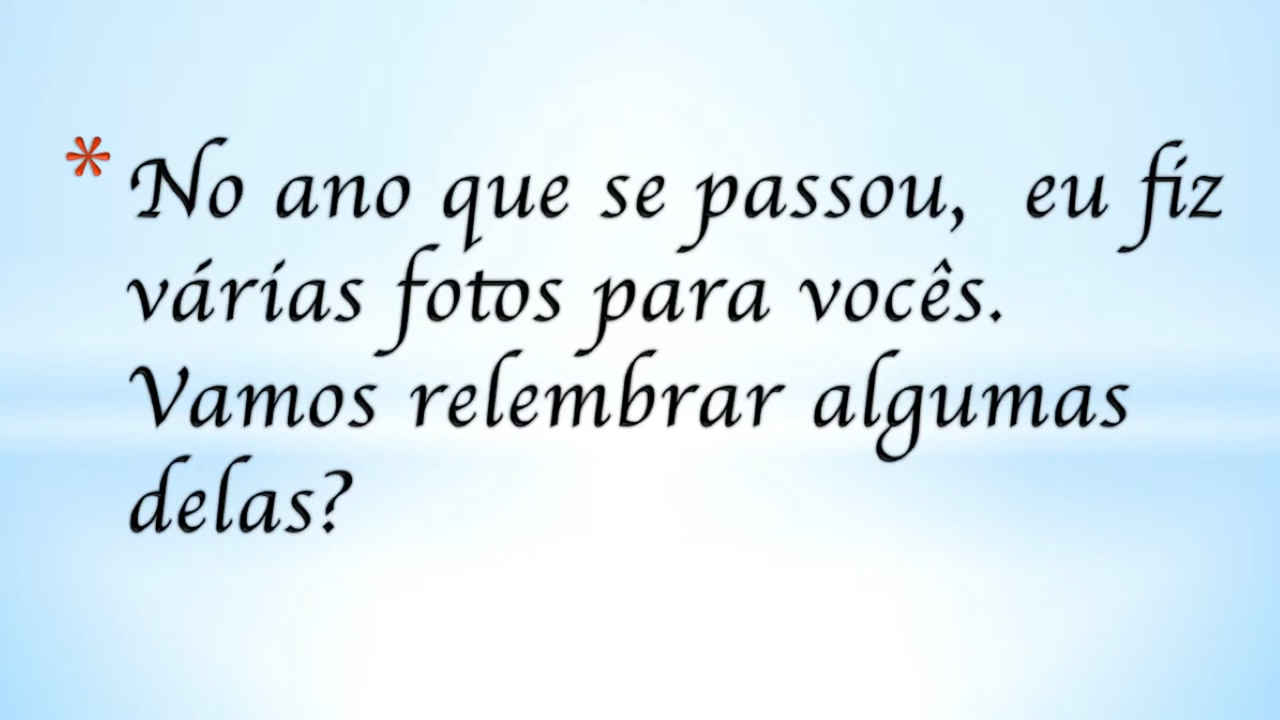 * No ano que se passou,  eu fiz
várias fotos para vocês.
Vamos relembrar algumas
delas?